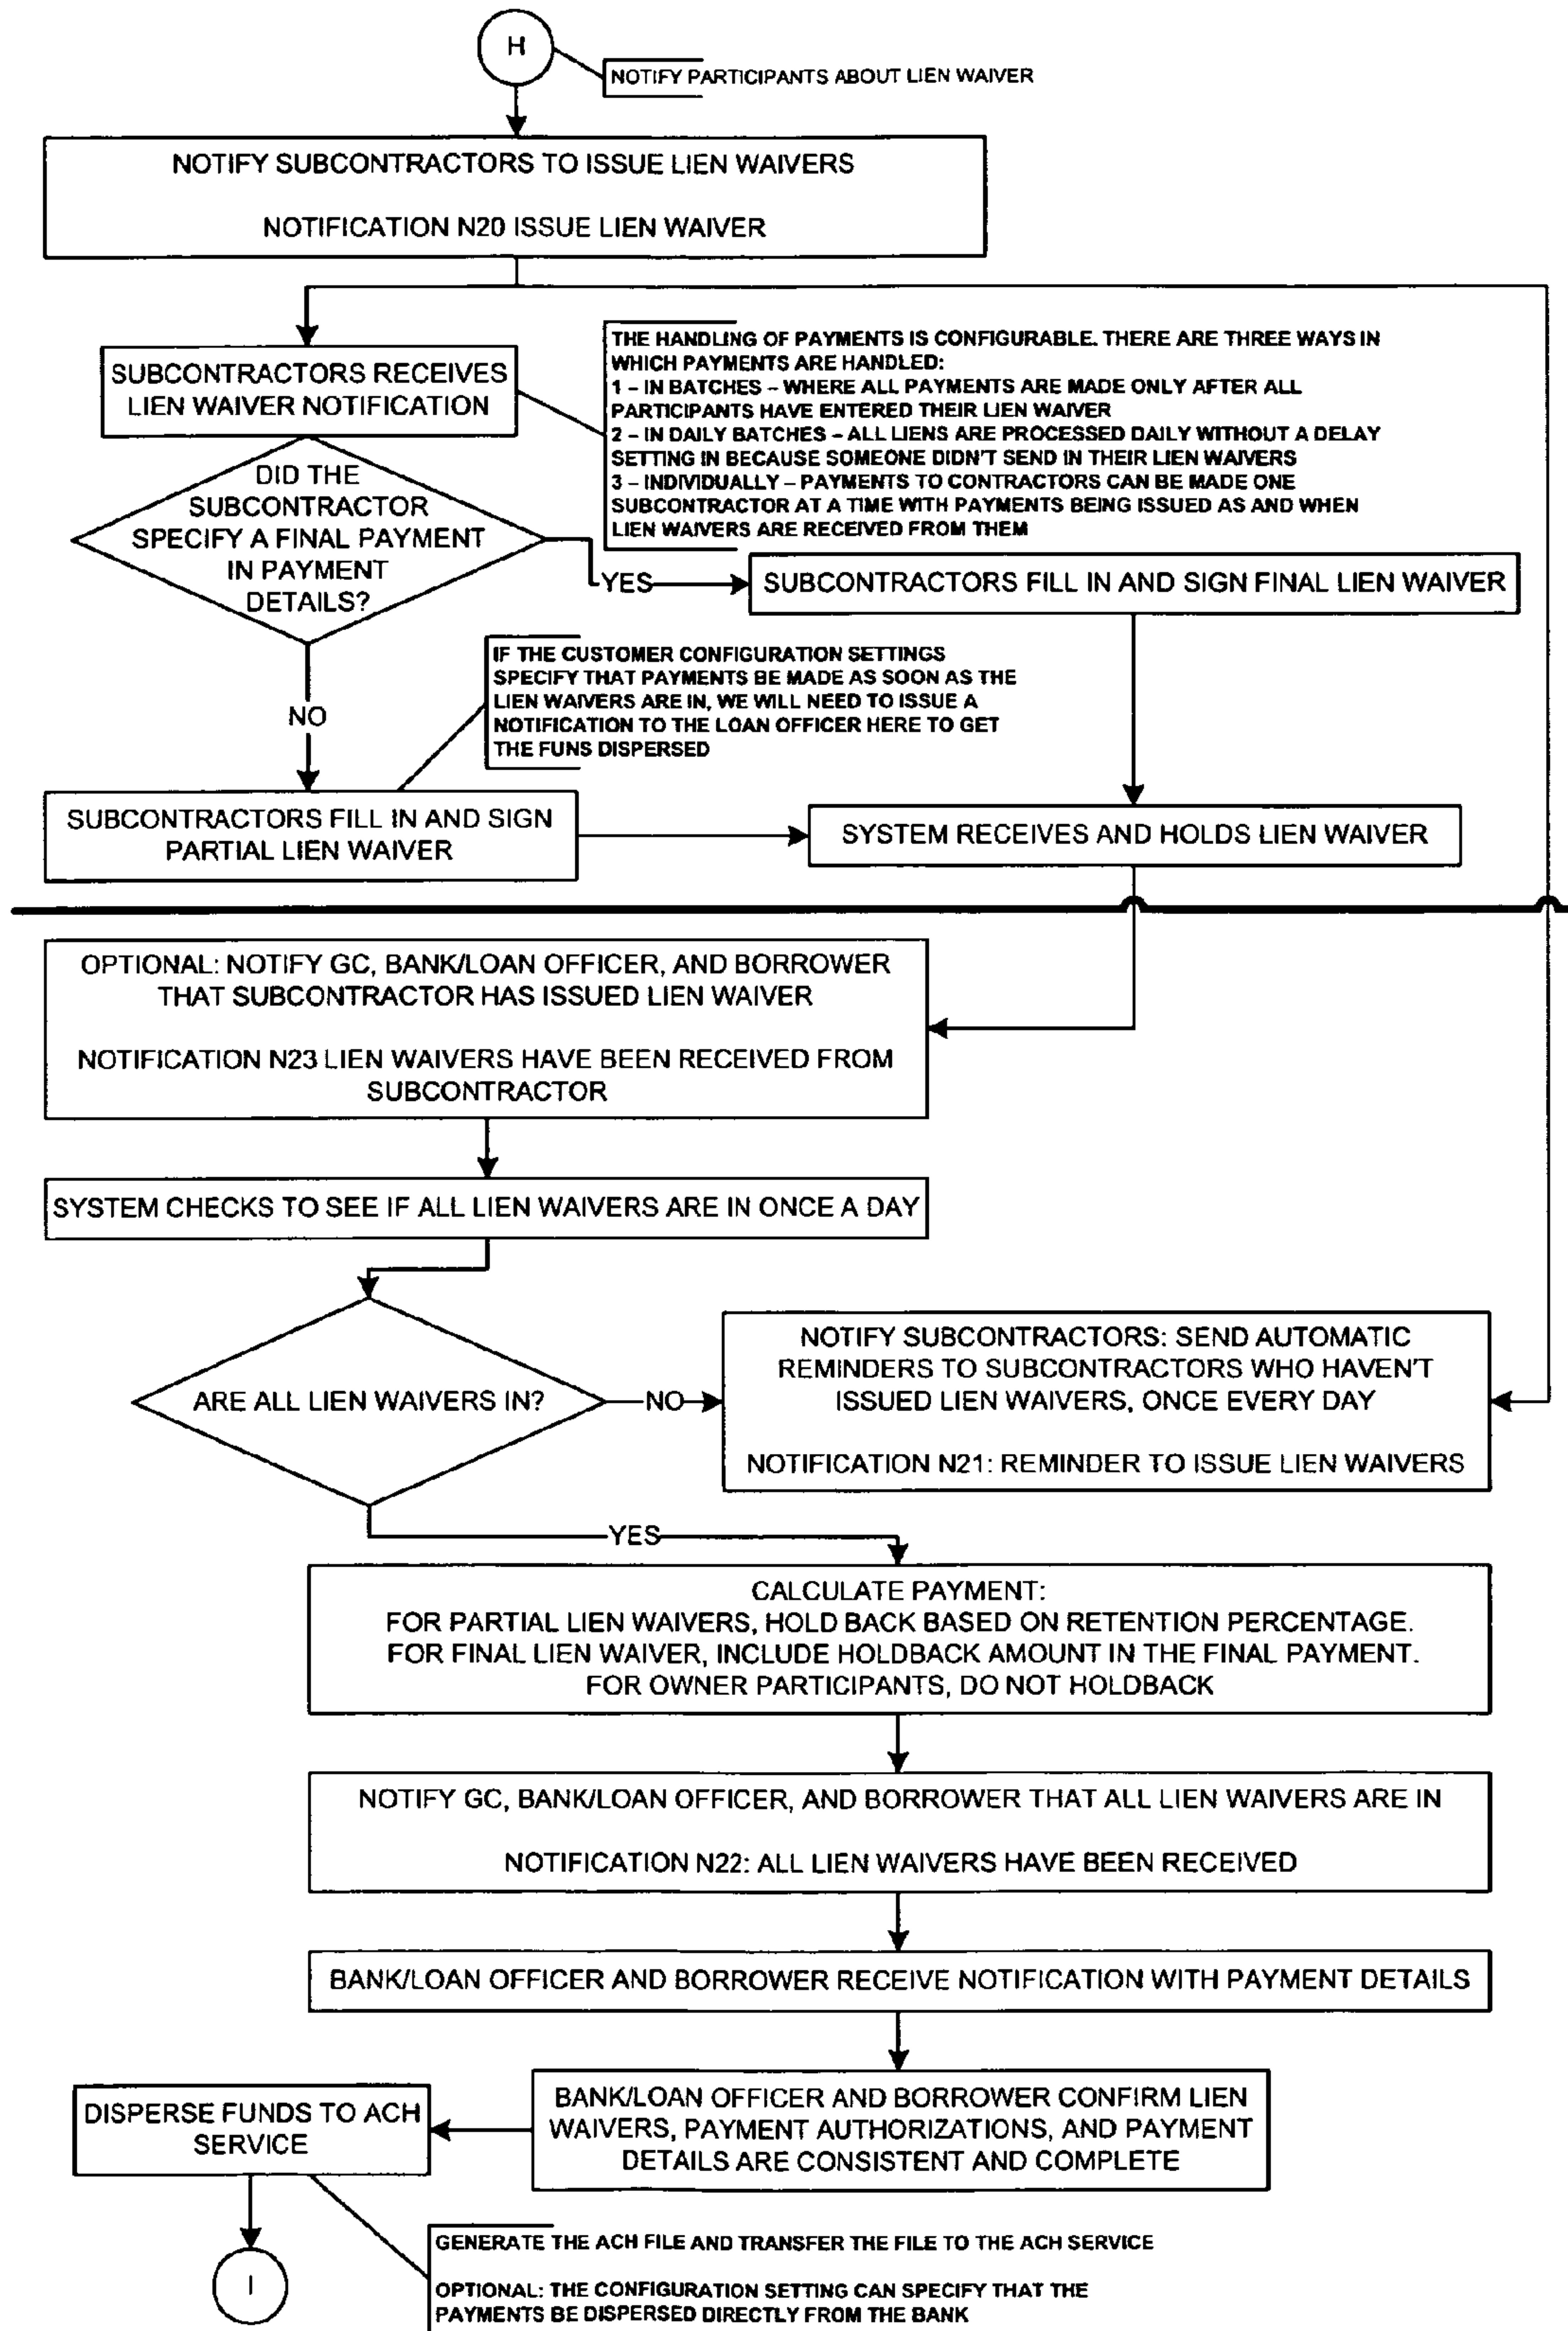 H
NOTIFY PARTICIPANTS ABOUT LIEN WAIVER
NOTIFY SUBCONTRACTORS TO ISSUE LIEN WAIVERS
NOTIFICATION N20 ISSUE LIEN WAIVER
SUBCONTRACTORS RECEIVES
LIEN WAIVER NOTIFICATION
THE HANDLING OF PAYMENTS IS CONFIGURABLE. THERE ARE THREE WAYS IN
WHICH PAYMENTS ARE HANDLED:
1 – IN BATCHES – WHERE ALL PAYMENTS ARE MADE ONLY AFTER ALL
PARTICIPANTS HAVE ENTERED THEIR LIEN WAIVER
2 – IN DAILY BATCHES – ALL LIENS ARE PROCESSED DAILY WITHOUT A DELAY
SETTING IN BECAUSE SOMEONE DIDN'T SEND IN THEIR LIEN WAIVERS
3 – INDIVIDUALLY – PAYMENTS TO CONTRACTORS CAN BE MADE ONE
SUBCONTRACTOR AT A TIME WITH PAYMENTS BEING ISSUED AS AND WHEN
LIEN WAIVERS ARE RECEIVED FROM THEM
DID THE
SUBCONTRACTOR
SPECIFY A FINAL PAYMENT
IN PAYMENT
DETAILS?
YES
SUBCONTRACTORS FILL IN AND SIGN FINAL LIEN WAIVER
IF THE CUSTOMER CONFIGURATION SETTINGS
SPECIFY THAT PAYMENTS BE MADE AS SOON AS THE
LIEN WAIVERS ARE IN, WE WILL NEED TO ISSUE A
NOTIFICATION TO THE LOAN OFFICER HERE TO GET
THE FUNS DISPERSED
NO
SUBCONTRACTORS FILL IN AND SIGN
PARTIAL LIEN WAIVER
SYSTEM RECEIVES AND HOLDS LIEN WAIVER
OPTIONAL: NOTIFY GC, BANK/LOAN OFFICER, AND BORROWER
THAT SUBCONTRACTOR HAS ISSUED LIEN WAIVER
NOTIFICATION N23 LIEN WAIVERS HAVE BEEN RECEIVED FROM
SUBCONTRACTOR
SYSTEM CHECKS TO SEE IF ALL LIEN WAIVERS ARE IN ONCE A DAY
ARE ALL LIEN WAIVERS IN?
NO
NOTIFY SUBCONTRACTORS: SEND AUTOMATIC
REMINDERS TO SUBCONTRACTORS WHO HAVEN'T
ISSUED LIEN WAIVERS, ONCE EVERY DAY
NOTIFICATION N21: REMINDER TO ISSUE LIEN WAIVERS
YES
CALCULATE PAYMENT:
FOR PARTIAL LIEN WAIVERS, HOLD BACK BASED ON RETENTION PERCENTAGE.
FOR FINAL LIEN WAIVER, INCLUDE HOLDBACK AMOUNT IN THE FINAL PAYMENT.
FOR OWNER PARTICIPANTS, DO NOT HOLDBACK
NOTIFY GC, BANK/LOAN OFFICER, AND BORROWER THAT ALL LIEN WAIVERS ARE IN
NOTIFICATION N22: ALL LIEN WAIVERS HAVE BEEN RECEIVED
BANK/LOAN OFFICER AND BORROWER RECEIVE NOTIFICATION WITH PAYMENT DETAILS
BANK/LOAN OFFICER AND BORROWER CONFIRM LIEN
WAIVERS, PAYMENT AUTHORIZATIONS, AND PAYMENT
DETAILS ARE CONSISTENT AND COMPLETE
DISPERSE FUNDS TO ACH
SERVICE
I
GENERATE THE ACH FILE AND TRANSFER THE FILE TO THE ACH SERVICE
OPTIONAL: THE CONFIGURATION SETTING CAN SPECIFY THAT THE
PAYMENTS BE DISPERSED DIRECTLY FROM THE BANK